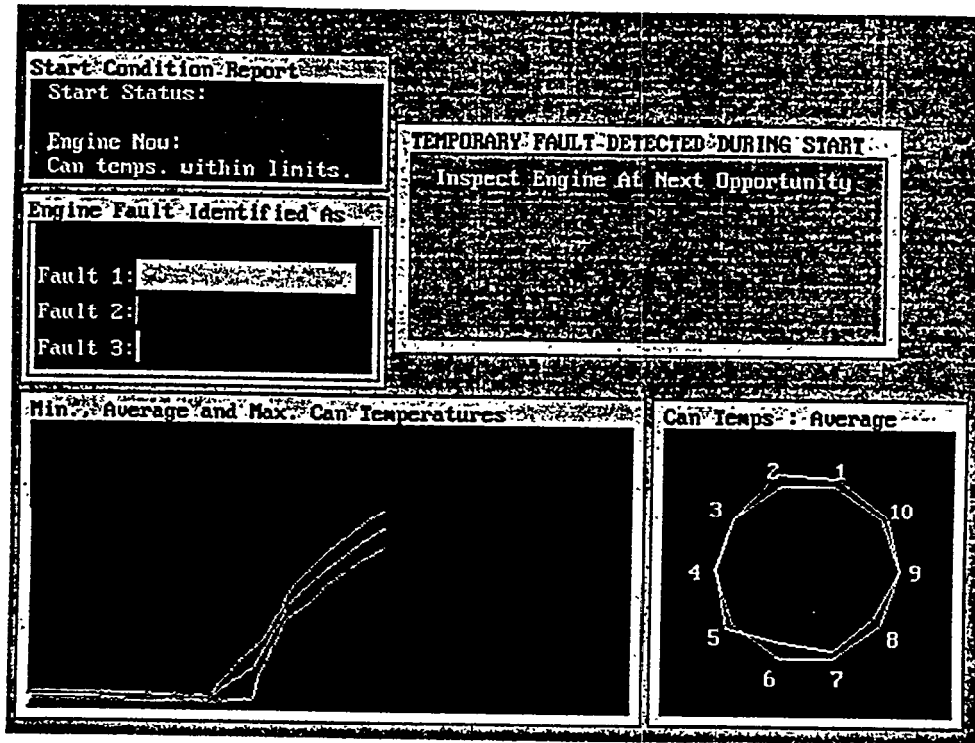 Start Condition Report
Start Status:
Engine Now:
Can temps. within limits.
Engine Fault Identified As
Fault 1:
Fault 2:
Fault 3:
TEMPORARY FAULT DETECTED DURING START
Inspect Engine At Next Opportunity
Min., Average and Max. Can Temperatures
Can Temps : Average
2 1
3 10
4 9
5 8
6 7